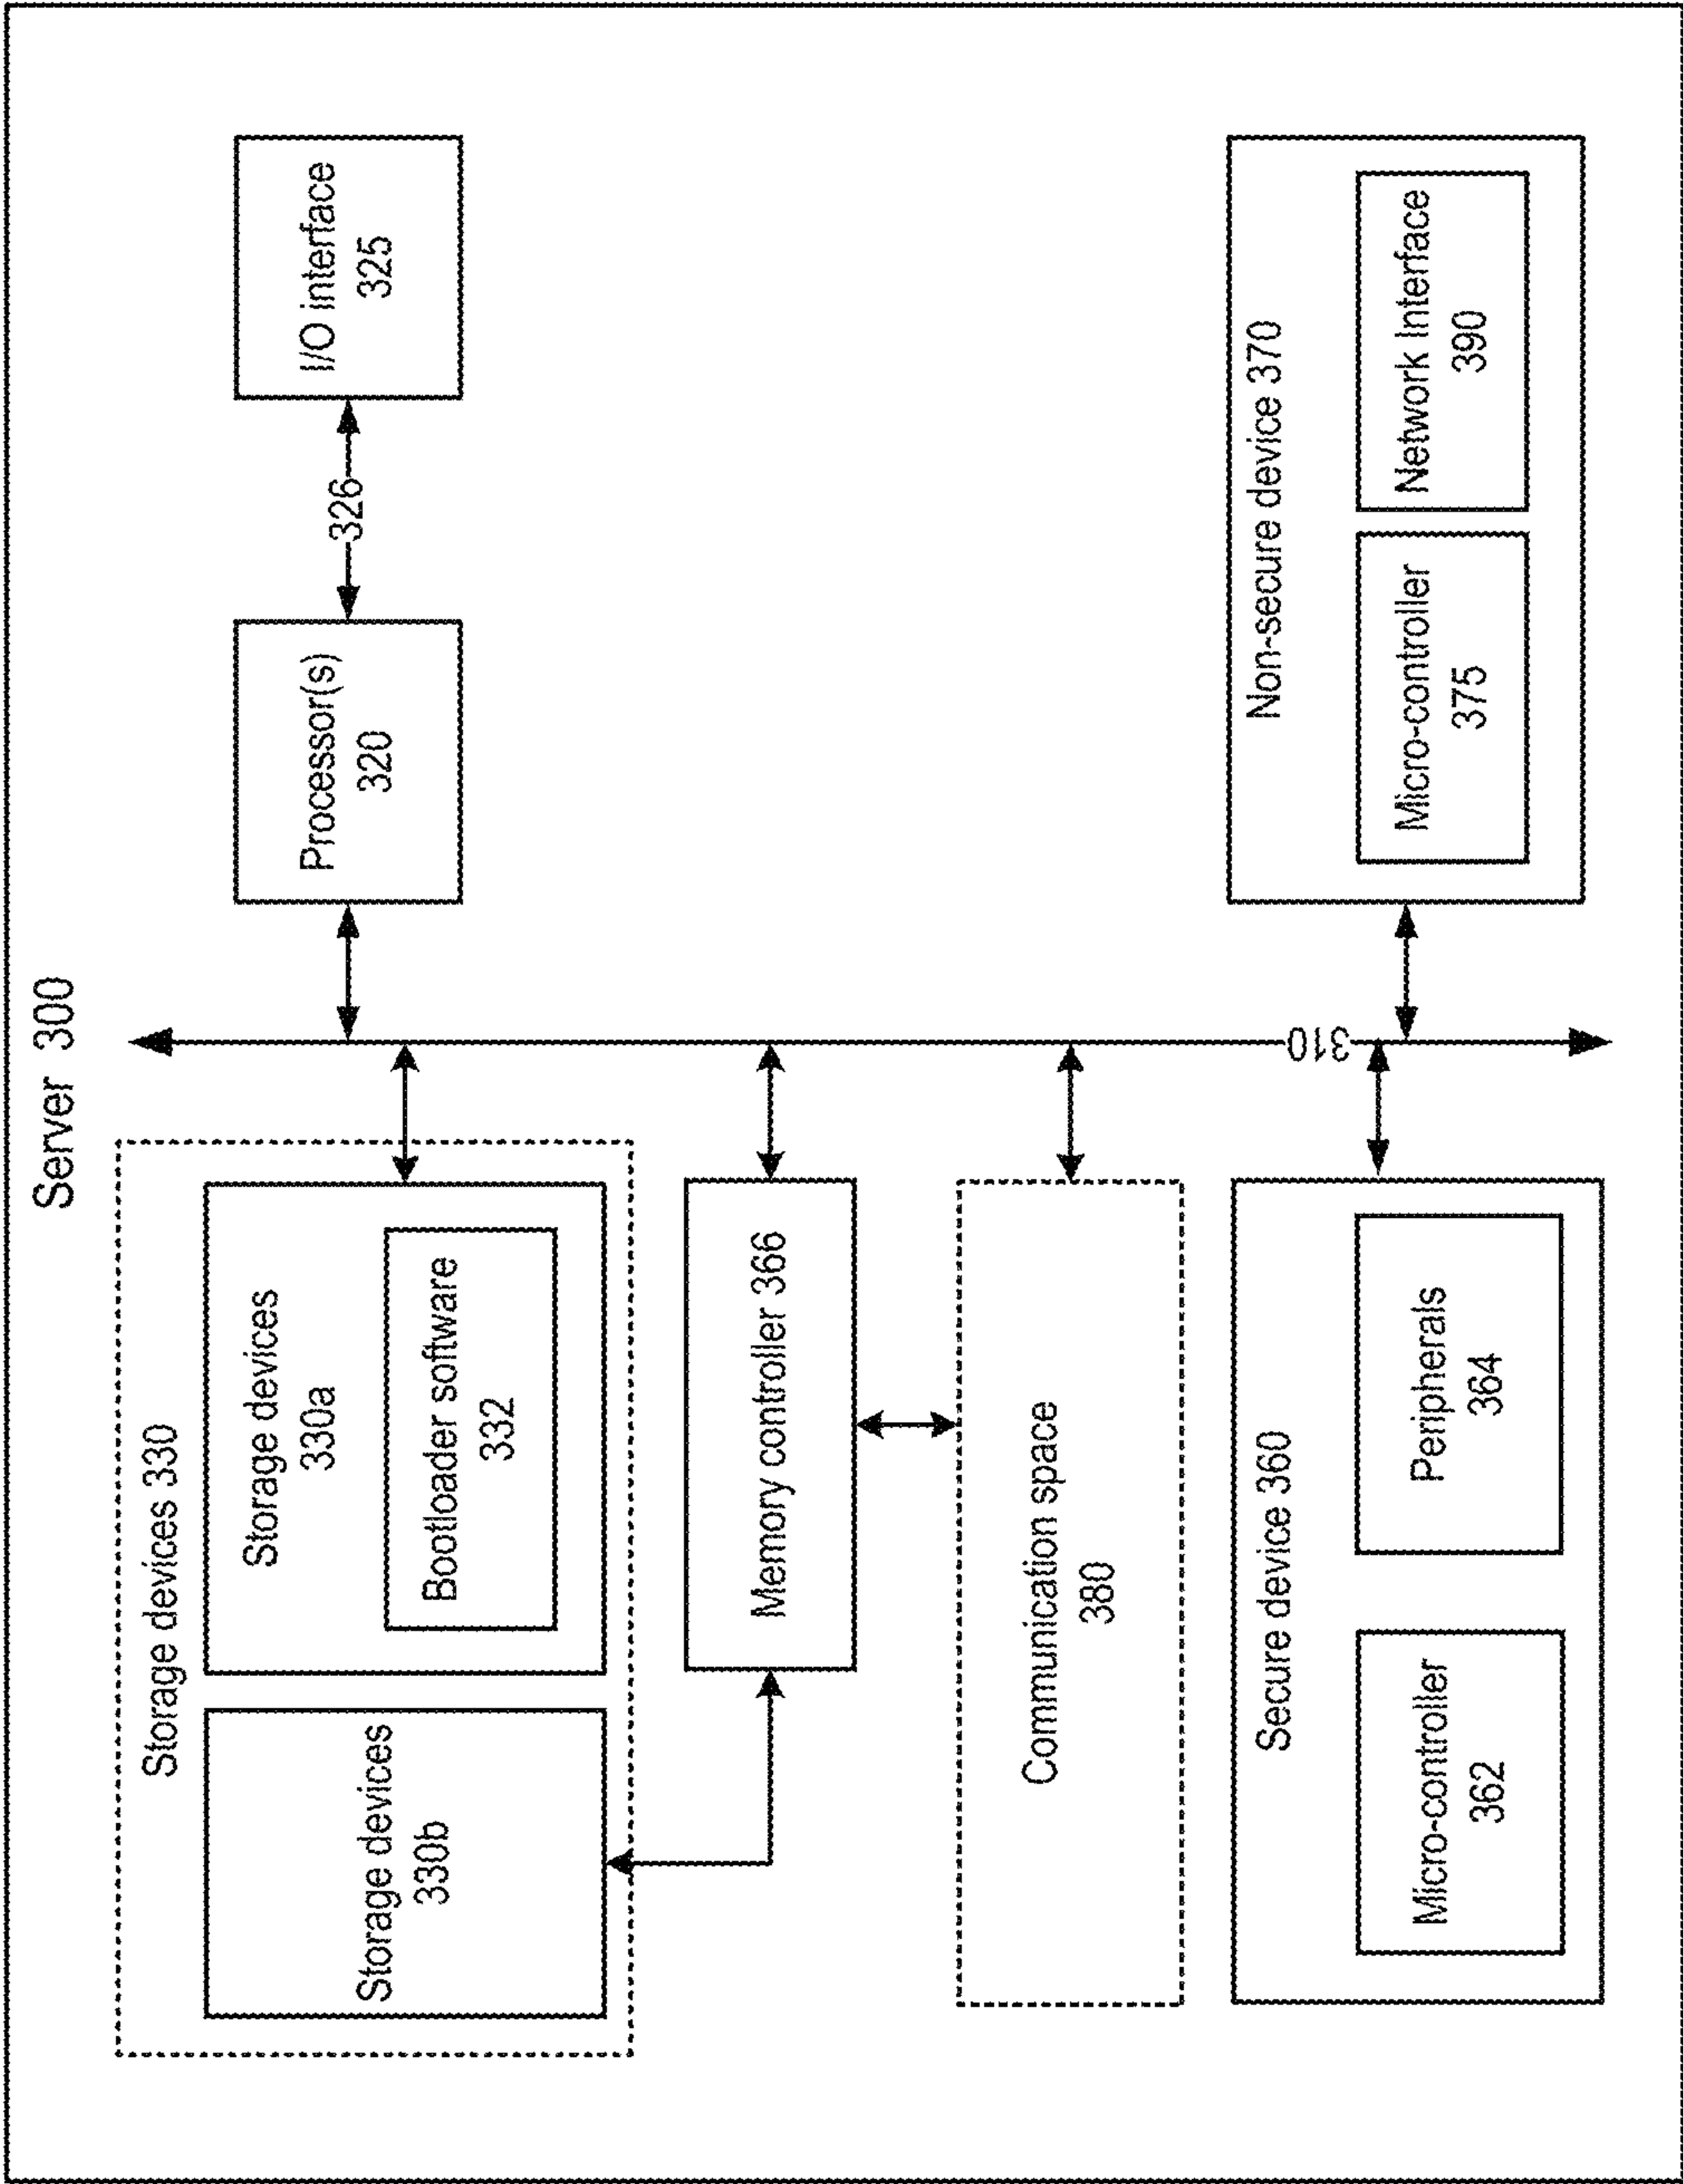 Server 300
Storage devices 330
Storage devices
330b
Storage devices
330a
Bootloader software
332
Processor(s)
320
326
I/O interface
325
Memory controller 366
Communication space
380
310
Secure device 360
Micro-controller
362
Peripherals
364
Non-secure device 370
Micro-controller
375
Network Interface
390